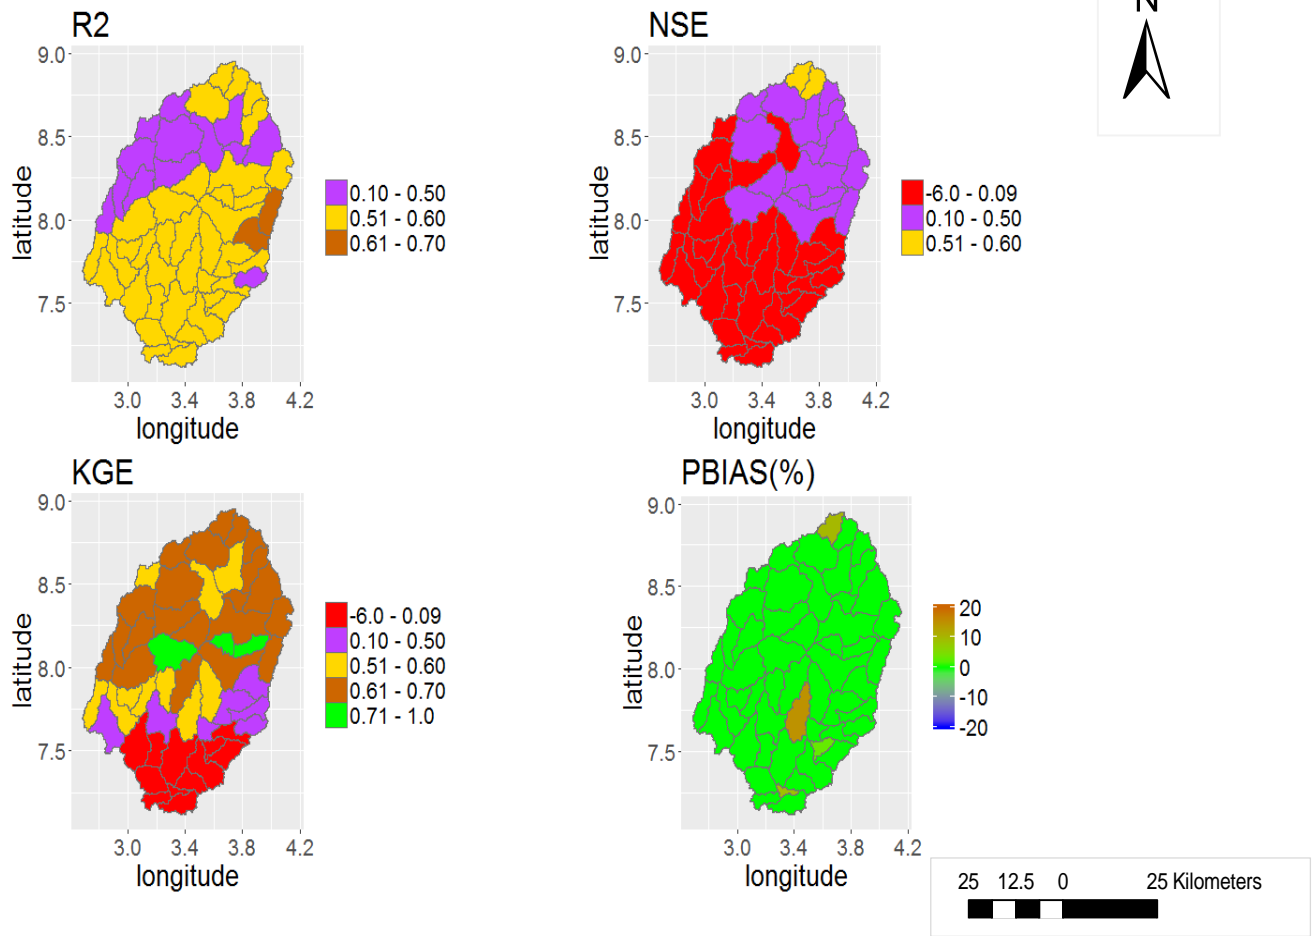 R2
9.0
8.5
8.0
7.5
latitude
3.0 3.4 3.8 4.2
longitude
0.10 - 0.50
0.51 - 0.60
0.61 - 0.70
NSE
9.0
8.5
8.0
7.5
latitude
3.0 3.4 3.8 4.2
longitude
-6.0 - 0.09
0.10 - 0.50
0.51 - 0.60
N
KGE
9.0
8.5
8.0
7.5
latitude
3.0 3.4 3.8 4.2
longitude
-6.0 - 0.09
0.10 - 0.50
0.51 - 0.60
0.61 - 0.70
0.71 - 1.0
PBIAS(%)
9.0
8.5
8.0
7.5
latitude
3.0 3.4 3.8 4.2
longitude
20
10
0
-10
-20
25 12.5 0 25 Kilometers